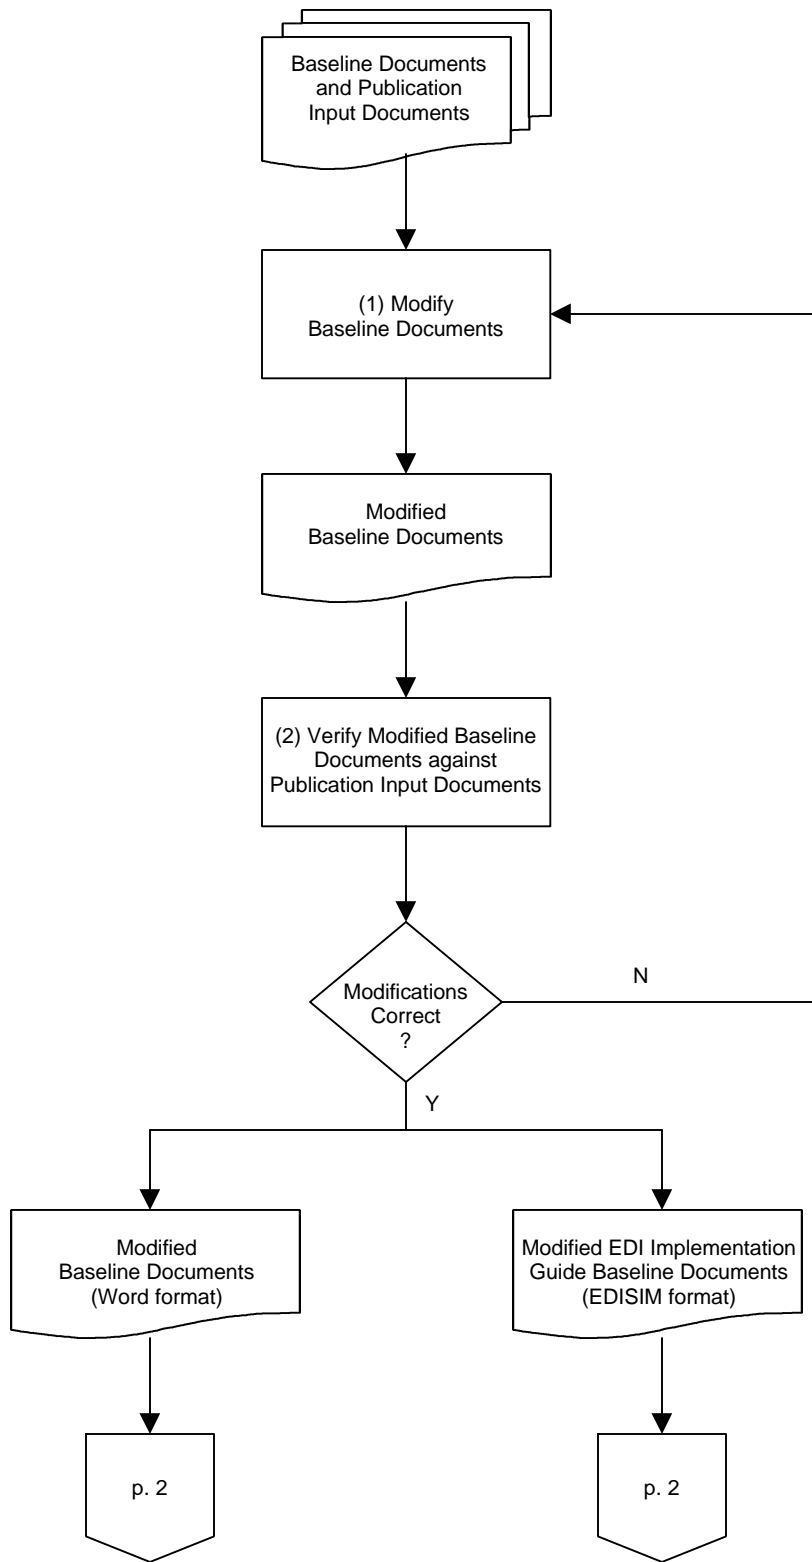 Baseline Documents
and Publication
Input Documents
(1) Modify
Baseline Documents
Modified
Baseline Documents
(2) Verify Modified Baseline
Documents against
Publication Input Documents
Modifications
Correct
?
N
Y
Modified
Baseline Documents
(Word format)
Modified EDI Implementation
Guide Baseline Documents
(EDISIM format)
p. 2
p. 2